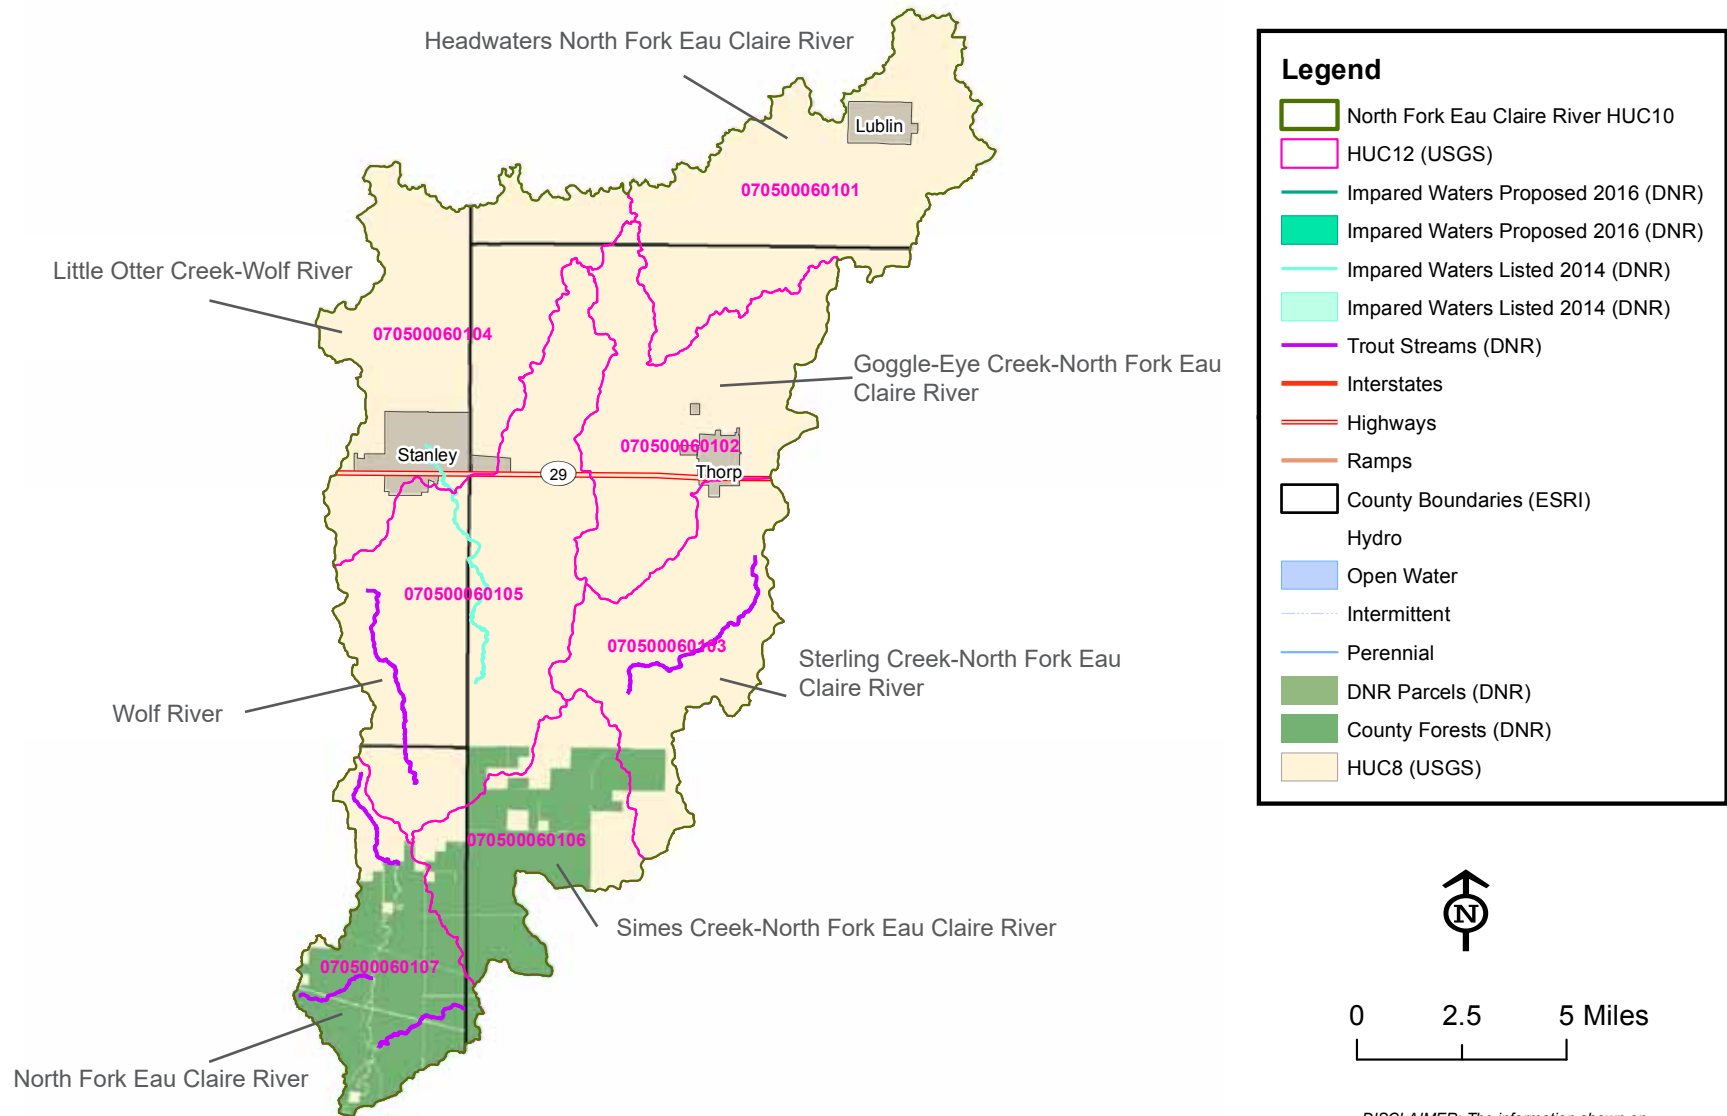 Headwaters North Fork Eau Claire River
Lublin
070500060101
Little Otter Creek-Wolf River
070500060104
Goggle-Eye Creek-North Fork Eau
Claire River
070500060102
Stanley
29
Thorp
070500060105
070500060103
Sterling Creek-North Fork Eau
Claire River
Wolf River
070500060106
Simes Creek-North Fork Eau Claire River
070500060107
North Fork Eau Claire River
Legend
North Fork Eau Claire River HUC10
HUC12 (USGS)
Impared Waters Proposed 2016 (DNR)
Impared Waters Proposed 2016 (DNR)
Impared Waters Listed 2014 (DNR)
Impared Waters Listed 2014 (DNR)
Trout Streams (DNR)
Interstates
Highways
Ramps
County Boundaries (ESRI)
Hydro
Open Water
Intermittent
Perennial
DNR Parcels (DNR)
County Forests (DNR)
HUC8 (USGS)
N
0 2.5 5 Miles
DISCLAIMER: The information shown on